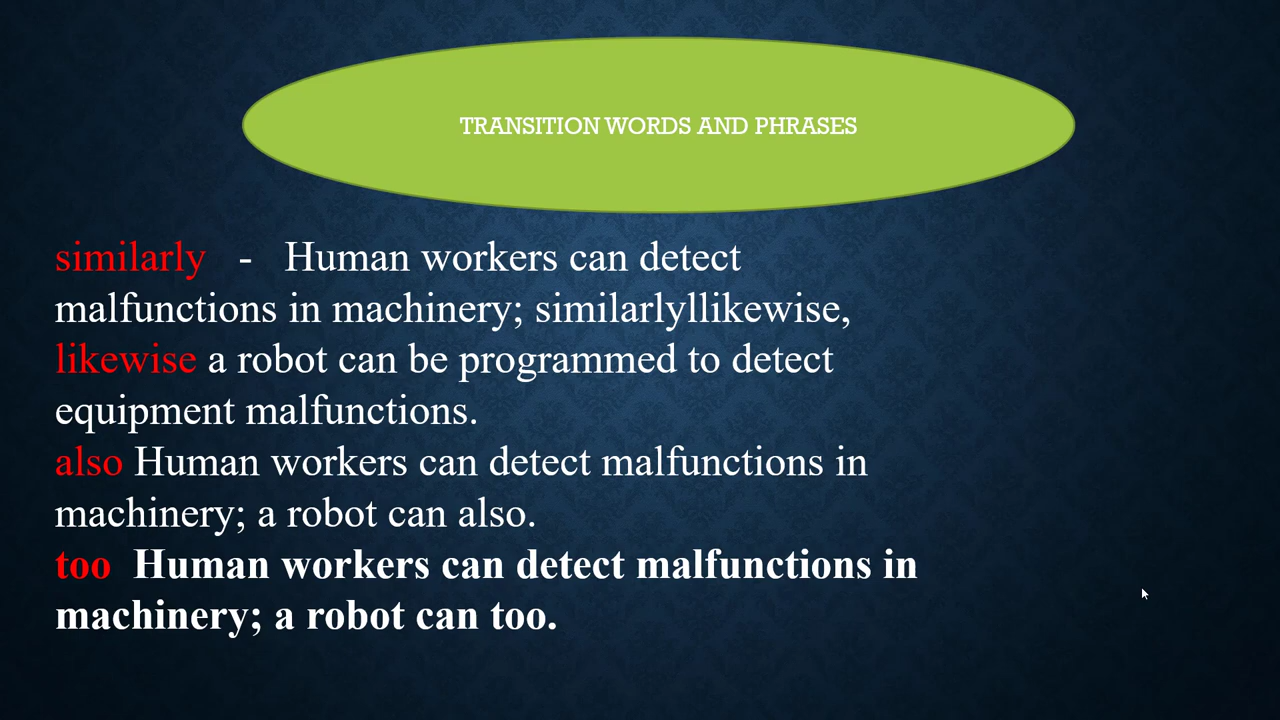 TRANSITION WORDS AND PHRASES
similarly - Human workers can detect
malfunctions in machinery; similarlyllikewise,
likewise a robot can be programmed to detect
equipment malfunctions.
also Human workers can detect malfunctions in
machinery; a robot can also.
too Human workers can detect malfunctions in
machinery; a robot can too.